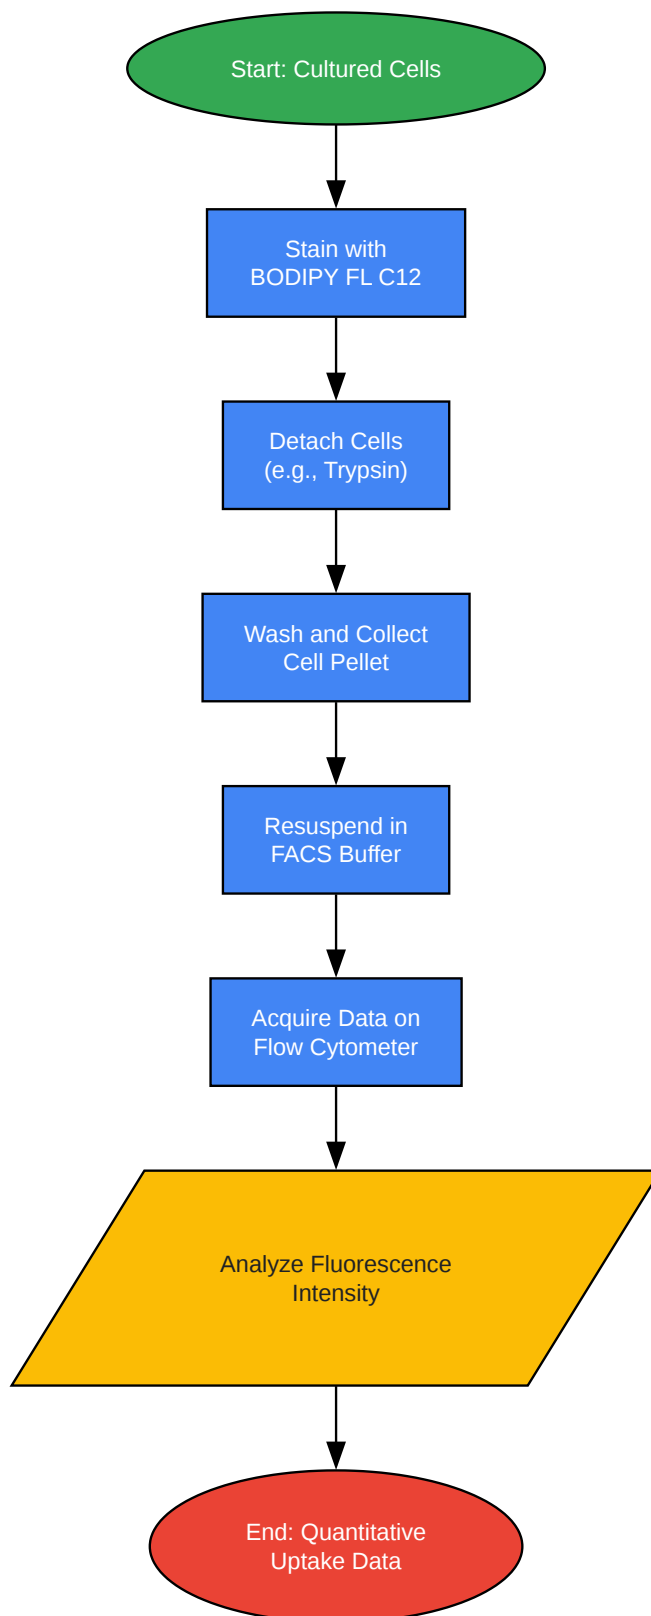 Start: Cultured Cells
Stain with
BODIPY FL C12
Detach Cells
(e.g., Trypsin)
Wash and Collect
Cell Pellet
Resuspend in
FACS Buffer
Acquire Data on
Flow Cytometer
Analyze Fluorescence
Intensity
End: Quantitative
Uptake Data